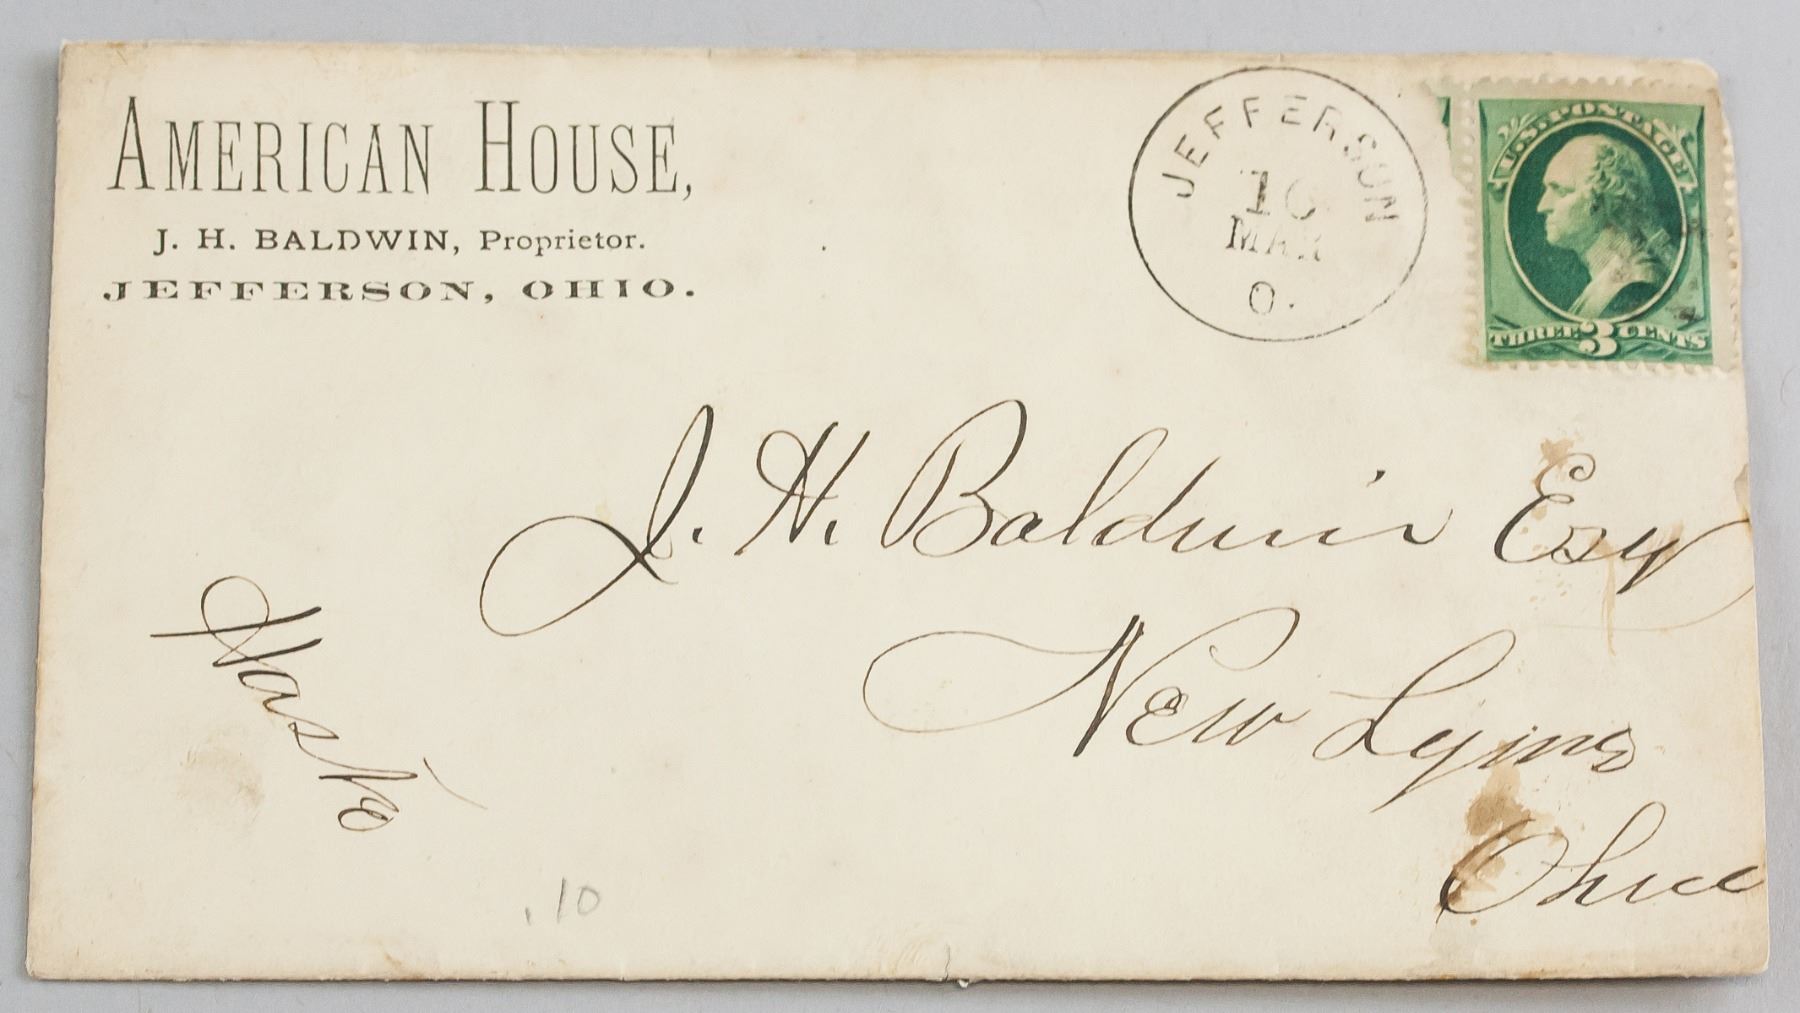 AMERICAN HOUSE,
J. H. BALDWIN, Proprietor.
JEFFERSON, OHIO.
JEFFERSON
16
MAR
O.
U.S. POSTAGE
THREE 3 CENTS
J. H. Baldwin Esq
New Lyme
Ohio
Haste
.10